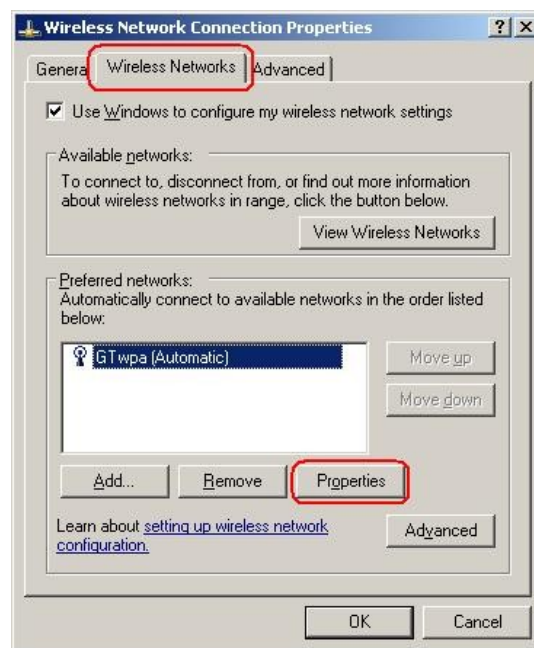 Wireless Network Connection Properties
Genera
Wireless Networks
Advanced
Use Windows to configure my wireless network settings
Available networks:
To connect to, disconnect from, or find out more information
about wireless networks in range, click the button below.
View Wireless Networks
Preferred networks:
Automatically connect to available networks in the order listed
below:
GTwpa (Automatic)
Move up
Move down
Add...
Remove
Properties
Learn about setting up wireless network
configuration.
Advanced
OK
Cancel